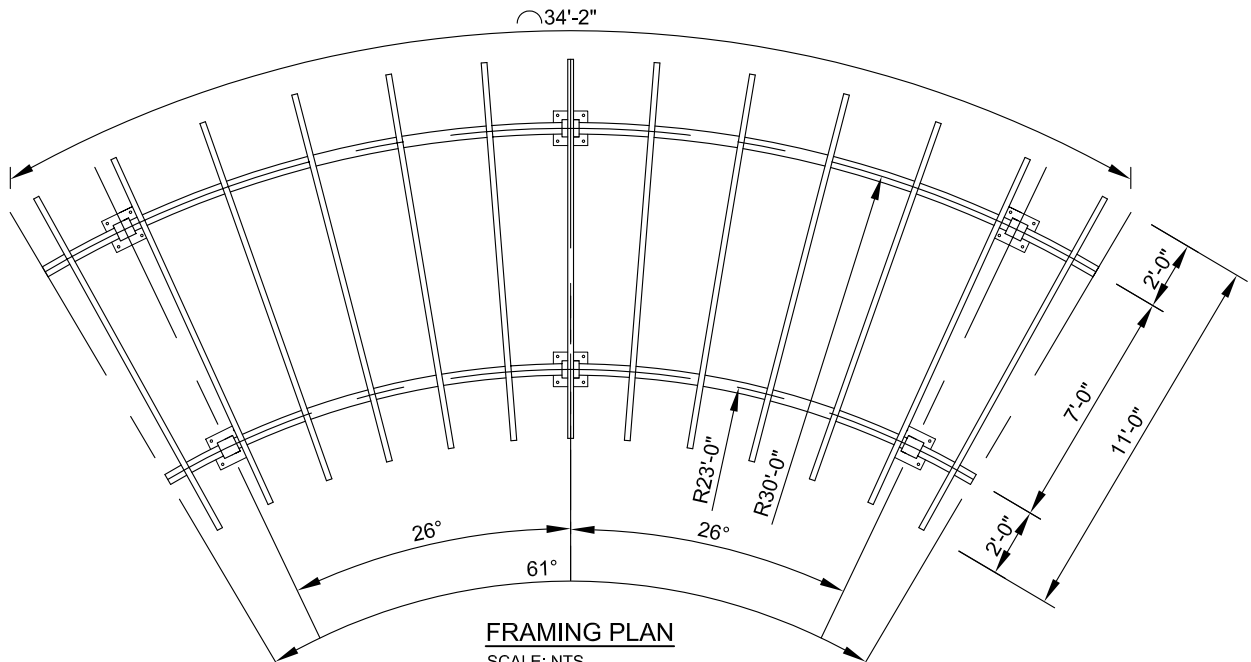 34'-2"
2'-0"
7'-0"
11'-0"
R23'-0"
R30'-0"
2'-0"
26°
26°
61°
FRAMING PLAN
SCALE: NTS